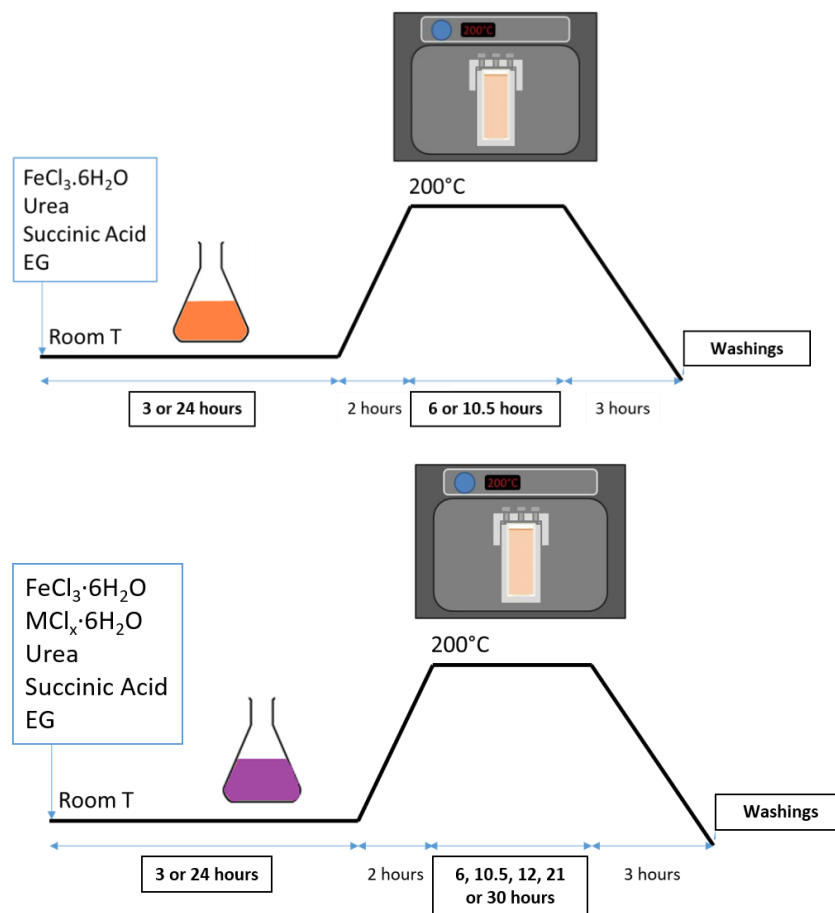 200°C
200°C
FeCl₃.6H₂O
Urea
Succinic Acid
EG
Room T
Washings
3 or 24 hours
2 hours
6 or 10.5 hours
3 hours
200°C
200°C
FeCl₃·6H₂O
MClₓ·6H₂O
Urea
Succinic Acid
EG
Room T
Washings
3 or 24 hours
2 hours
6, 10.5, 12, 21
or 30 hours
3 hours